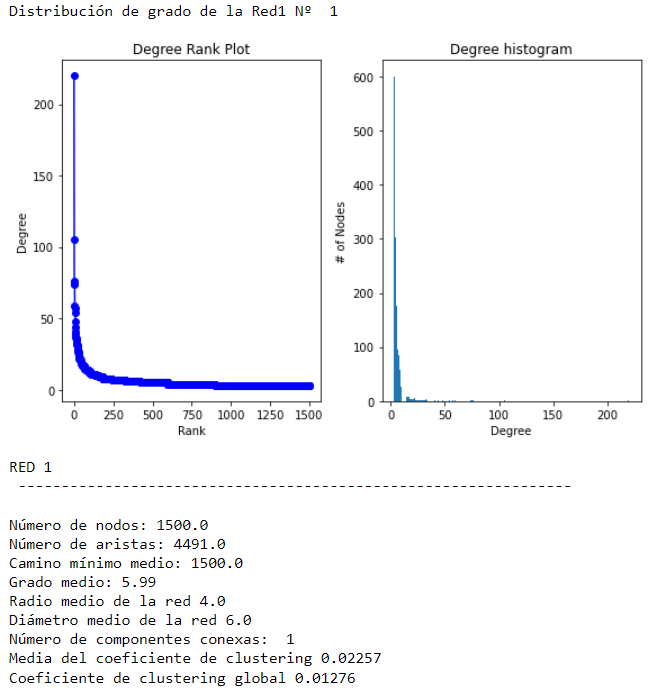 Distribución de grado de la Red1 Nº  1
Degree Rank Plot
Degree
200
150
100
50
0
0 250 500 750 1000 1250 1500
Rank
Degree histogram
# of Nodes
600
500
400
300
200
100
0
0 50 100 150 200
Degree
RED 1
----------------------------------------------------------------
Número de nodos: 1500.0
Número de aristas: 4491.0
Camino mínimo medio: 1500.0
Grado medio: 5.99
Radio medio de la red 4.0
Diámetro medio de la red 6.0
Número de componentes conexas:  1
Media del coeficiente de clustering 0.02257
Coeficiente de clustering global 0.01276